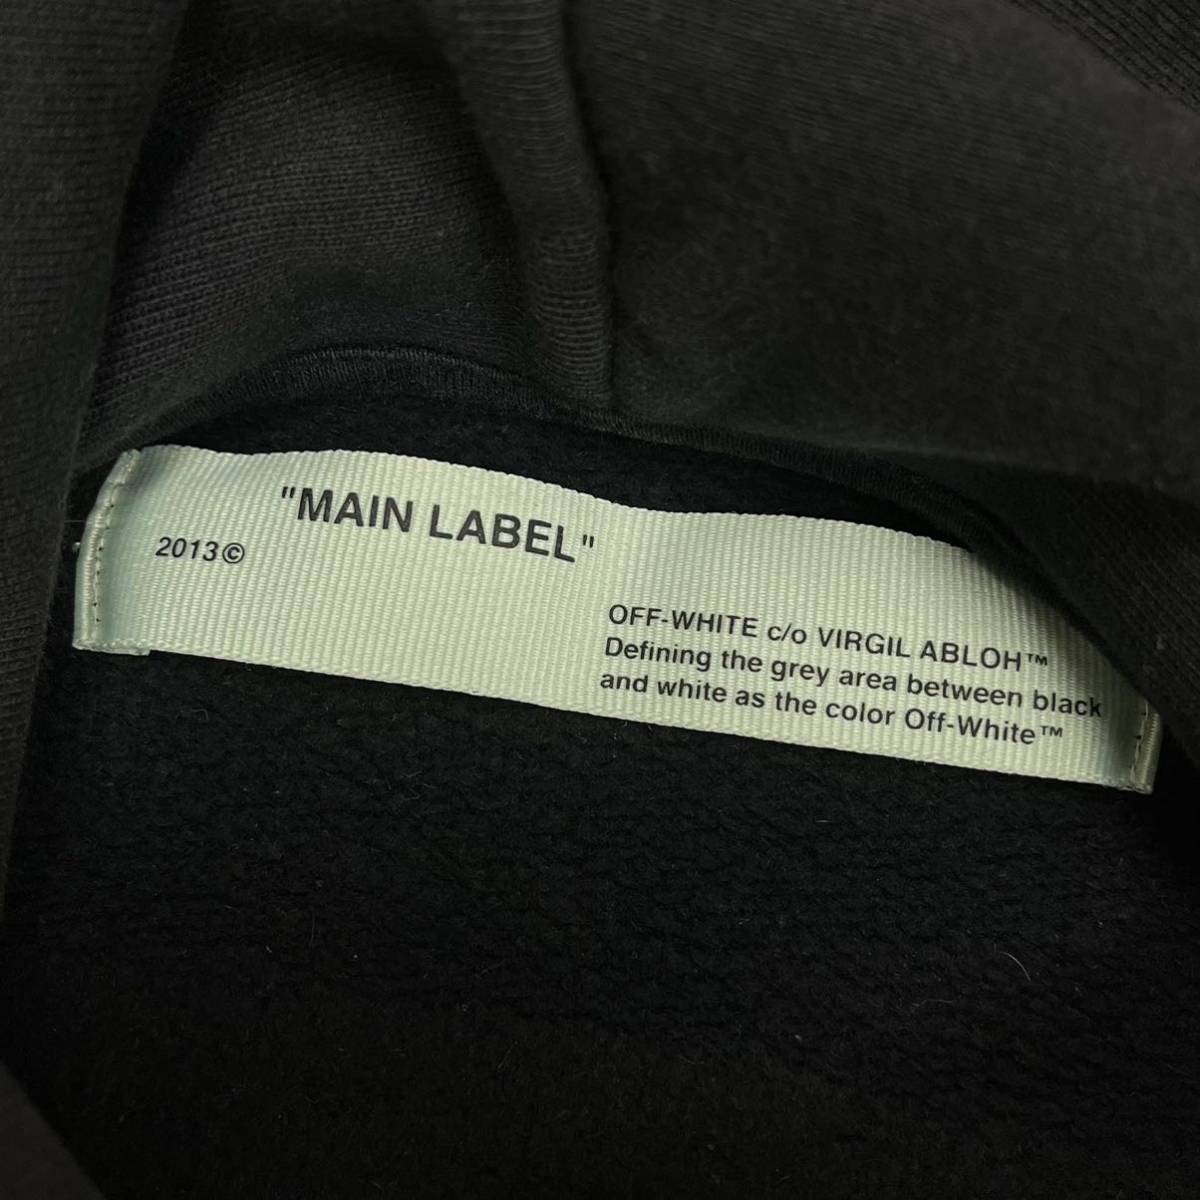 "MAIN LABEL"
2013©
OFF-WHITE c/o VIRGIL ABLOH™
Defining the grey area between black
and white as the color Off-White™